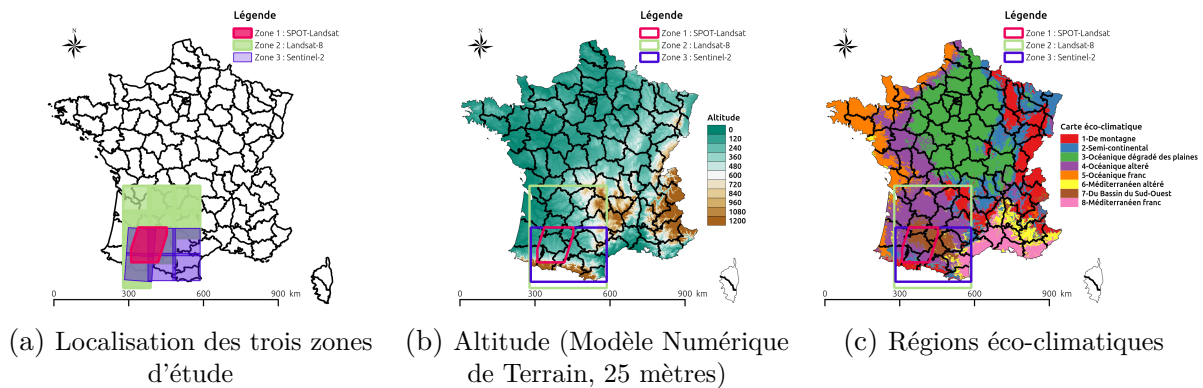 Légende
Zone 1 : SPOT-Landsat
Zone 2 : Landsat-8
Zone 3 : Sentinel-2
0
300
600
900 km
(a) Localisation des trois zones
d'étude
Légende
Zone 1 : SPOT-Landsat
Zone 2 : Landsat-8
Zone 3 : Sentinel-2
Altitude
0
120
240
360
480
600
720
840
960
1080
1200
0
300
600
900 km
(b) Altitude (Modèle Numérique
de Terrain, 25 mètres)
Légende
Zone 1 : SPOT-Landsat
Zone 2 : Landsat-8
Zone 3 : Sentinel-2
Carte éco-climatique
1-De montagne
2-Semi-continental
3-Océanique dégradé des plaines
4-Océanique alteré
5-Océanique franc
6-Méditerranéen altéré
7-Du Bassin du Sud-Ouest
8-Méditerranéen franc
0
300
600
900 km
(c) Régions éco-climatiques